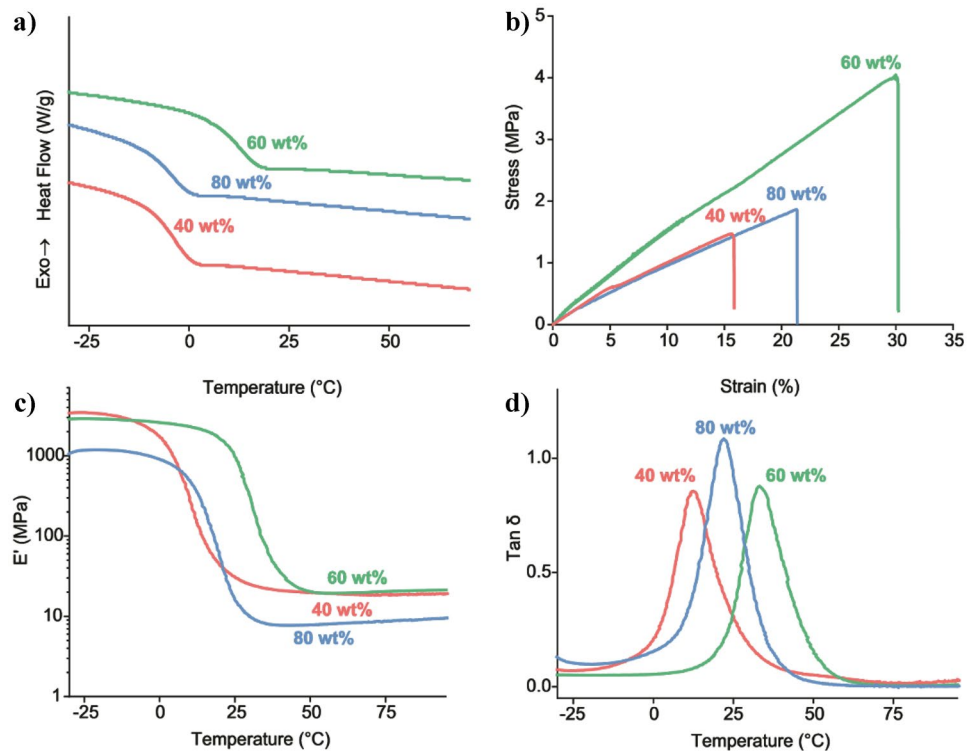 a)
Exo→ Heat Flow (W/g)
60 wt%
80 wt%
40 wt%
-25
0
25
50
Temperature (°C)
b)
Stress (MPa)
5
4
3
2
1
0
60 wt%
80 wt%
40 wt%
0
5
10
15
20
25
30
35
Strain (%)
c)
E' (MPa)
1000
100
10
1
60 wt%
40 wt%
80 wt%
-25
0
25
50
75
Temperature (°C)
d)
Tan δ
1.0
0.5
0.0
80 wt%
40 wt%
60 wt%
-25
0
25
50
75
Temperature (°C)